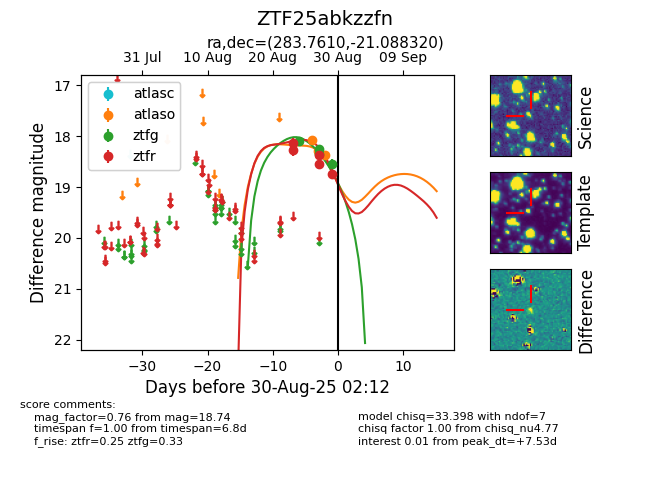 ZTF25abkzzfn
ra,dec=(283.7610,-21.088320)
31 Jul 10 Aug 20 Aug 30 Aug 09 Sep
atlasc
atlaso
ztfg
ztfr
17
18
19
20
21
22
Difference magnitude
−30 −20 −10 0 10
Days before 30-Aug-25 02:12
Science
Template
Difference
score comments:
mag_factor=0.76 from mag=18.74
timespan f=1.00 from timespan=6.8d
f_rise: ztfr=0.25 ztfg=0.33
model chisq=33.398 with ndof=7
chisq factor 1.00 from chisq_nu4.77
interest 0.01 from peak_dt=+7.53d